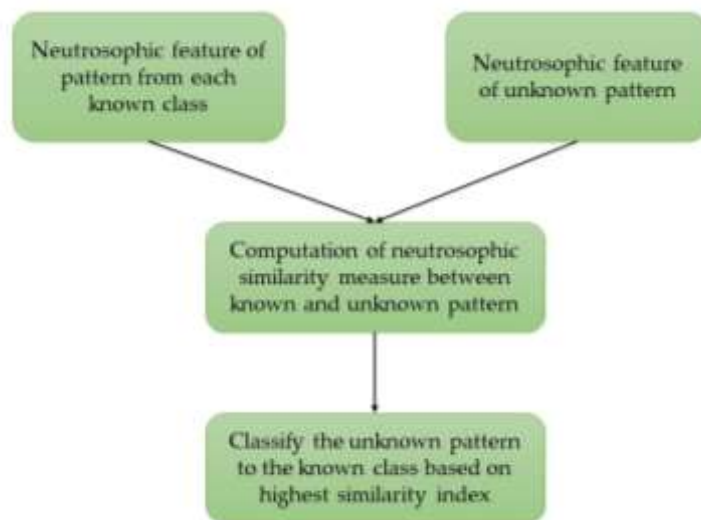 Neutrosophic feature of
pattern from each
known class
Neutrosophic feature
of unknown pattern
Computation of neutrosophic
similarity measure between
known and unknown pattern
Classify the unknown pattern
to the known class based on
highest similarity index